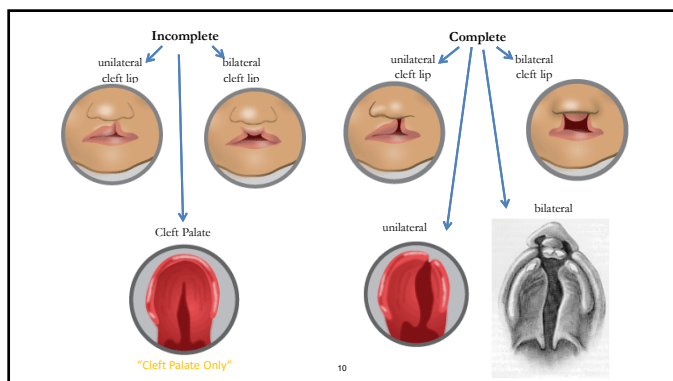 Incomplete
unilateral
cleft lip
bilateral
cleft lip
Cleft Palate
“Cleft Palate Only”
Complete
unilateral
cleft lip
bilateral
cleft lip
unilateral
bilateral
10